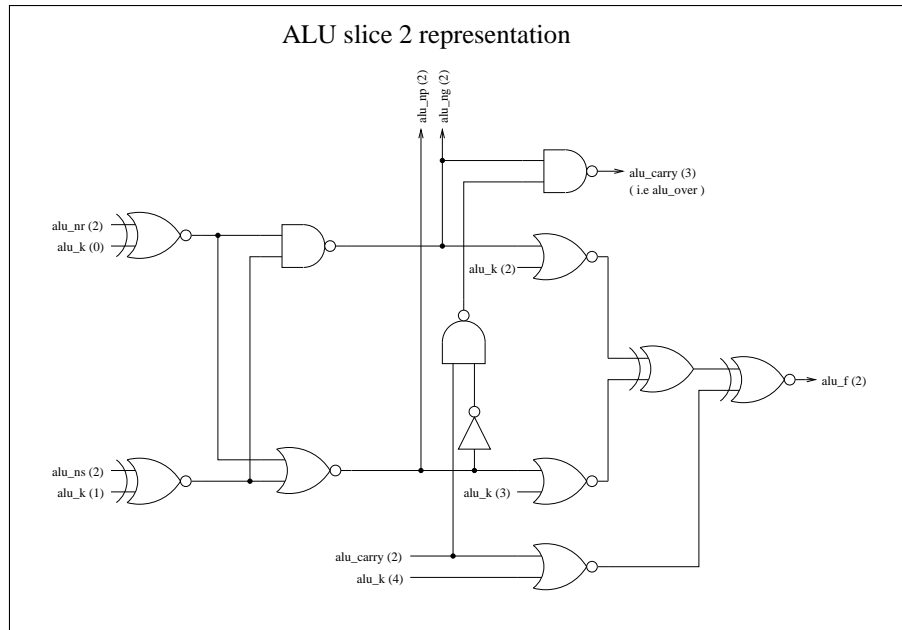 ALU slice 2 representation
alu_np (2)
alu_ng (2)
alu_carry (3)
( i.e alu_over )
alu_nr (2)
alu_k (0)
alu_k (2)
alu_f (2)
alu_ns (2)
alu_k (1)
alu_k (3)
alu_carry (2)
alu_k (4)